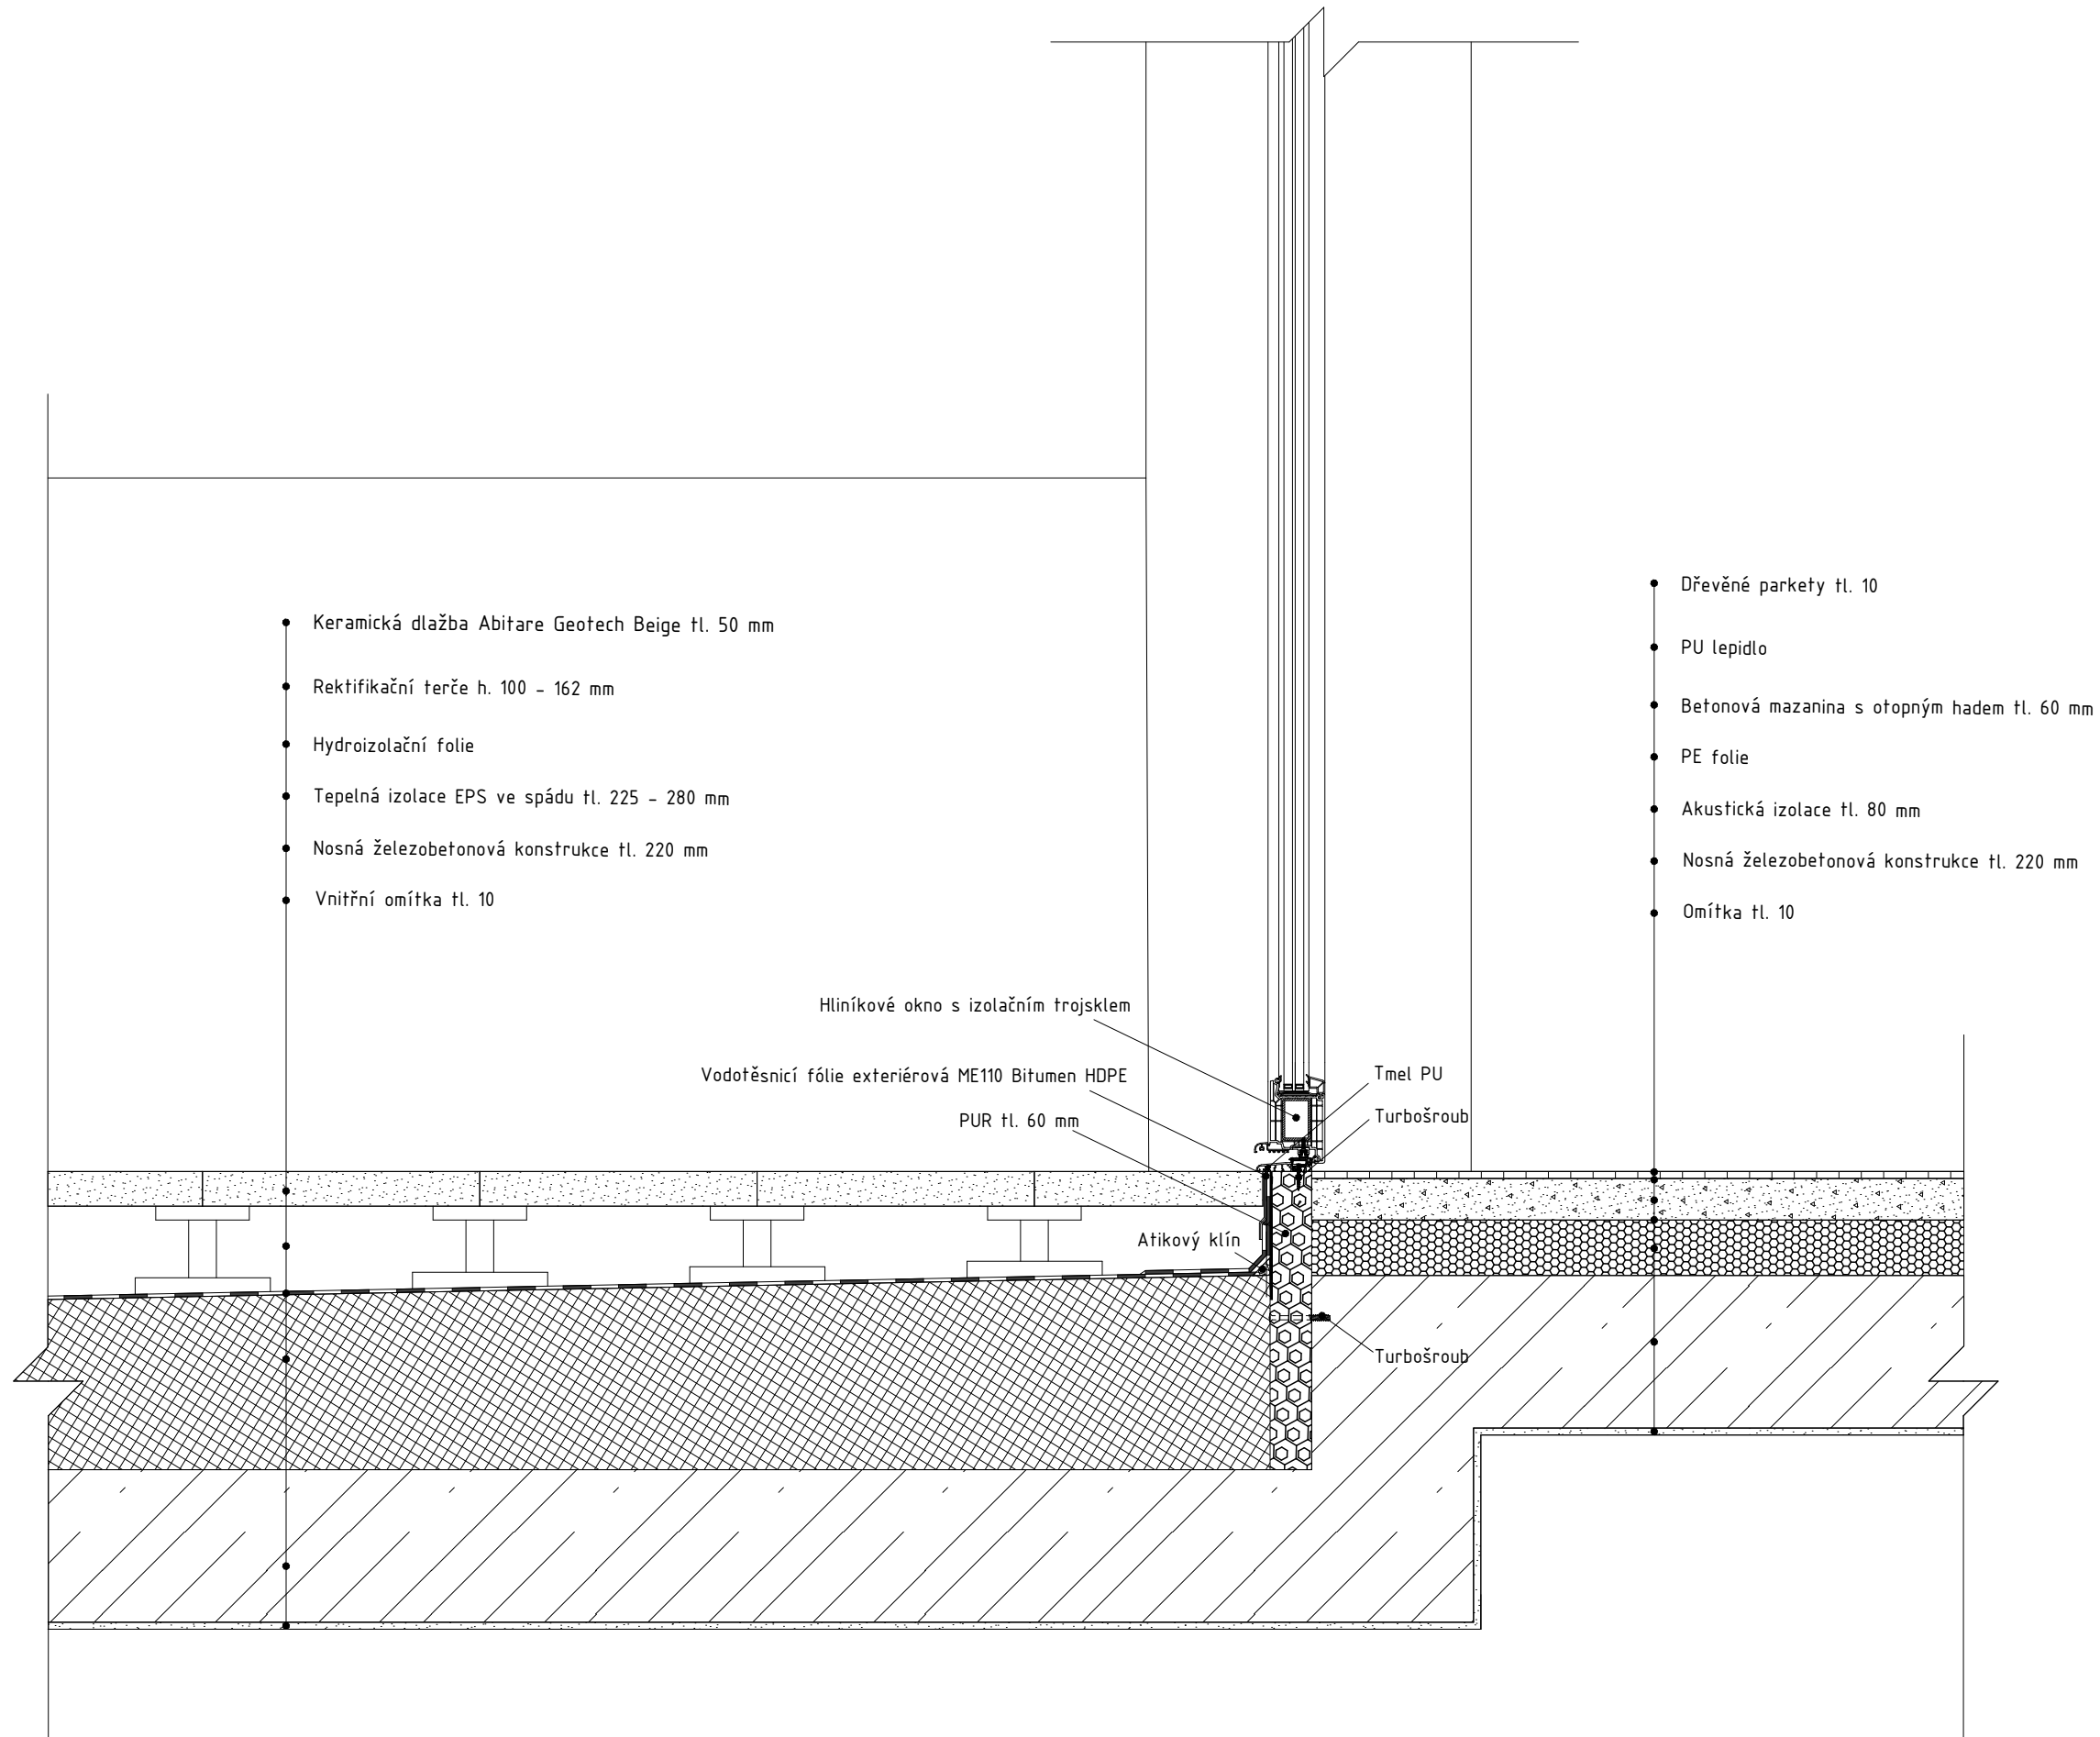 Keramická dlažba Abitare Geotech Beige tl. 50 mm
Rektifikační terče h. 100 - 162 mm
Hydroizolační folie
Tepelná izolace EPS ve spádu tl. 225 - 280 mm
Nosná železobetonová konstrukce tl. 220 mm
Vnitřní omítka tl. 10
Dřevěné parkety tl. 10
PU lepidlo
Betonová mazanina s otopným hadem tl. 60 mm
PE folie
Akustická izolace tl. 80 mm
Nosná železobetonová konstrukce tl. 220 mm
Omítka tl. 10
Hliníkové okno s izolačním trojsklem
Vodotěsnicí fólie exteriérová ME110 Bitumen HDPE
PUR tl. 60 mm
Tmel PU
Turbošroub
Atikový klín
Turbošroub